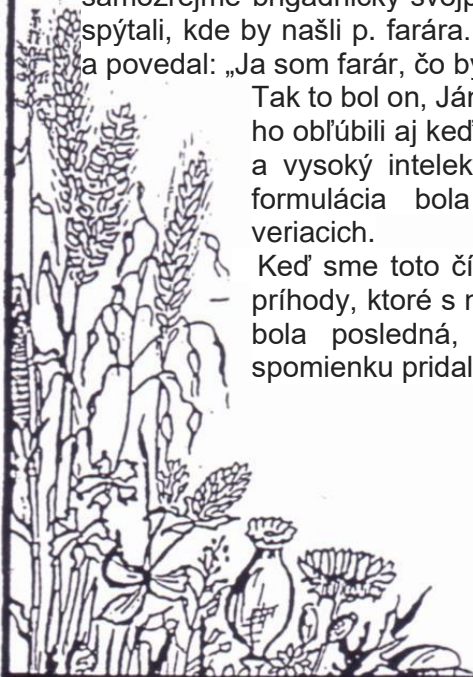 samozrejme brigádnicky svojp
spýtali, kde by našli p. farára.
a povedal: „Ja som farár, čo by
Tak to bol on, Ján
ho obľúbili aj keď
a vysoký intelek
formulácia bola
veriacich.
Keď sme toto čí
príhody, ktoré s n
bola posledná,
spomienku pridal